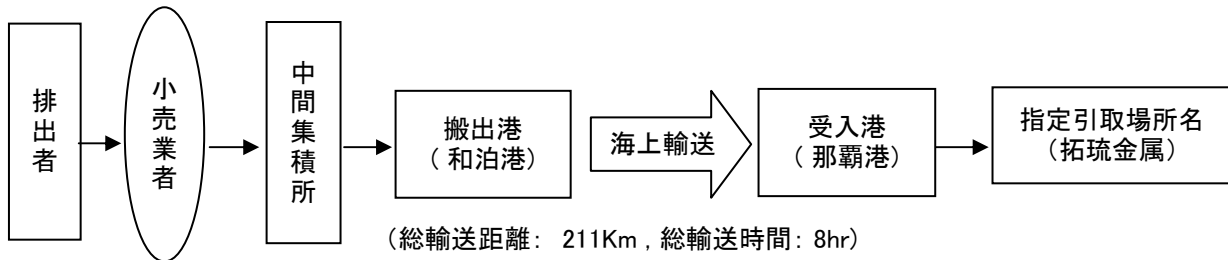 排出者
小売業者
中間集積所
搬出港
（ 和泊港）
海上輸送
受入港
（ 那覇港）
指定引取場所名
（拓琉金属）
（総輸送距離： 211Km , 総輸送時間: 8hr）